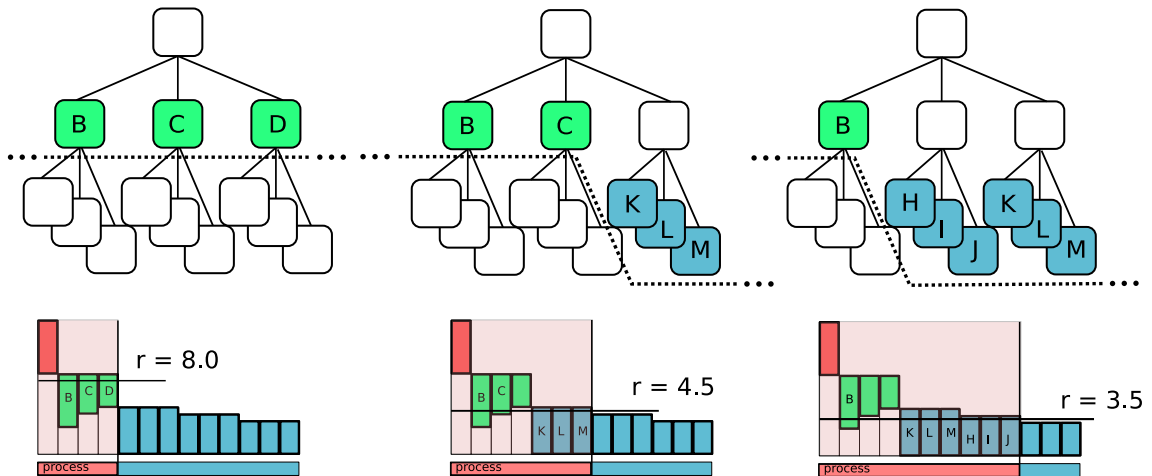 B C D
B C
K
L
M
B
H
I
J
K
L
M
r = 8.0
B C D
process
r = 4.5
B C
K L M
process
r = 3.5
B
K L M H I J
process